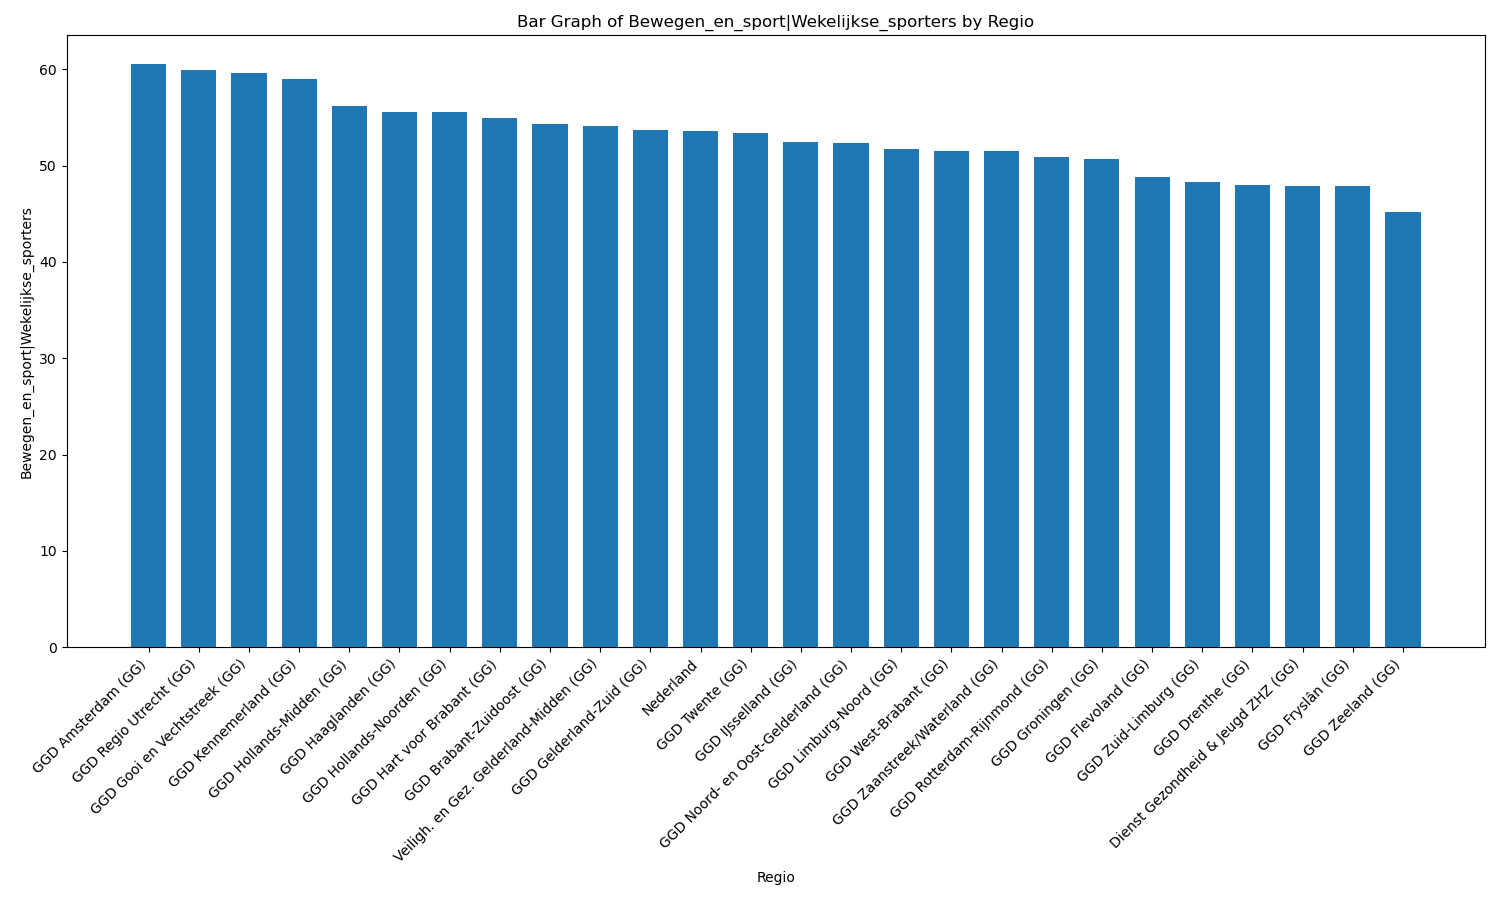 Bar Graph of Bewegen_en_sport|Wekelijkse_sporters by Regio
Bewegen_en_sport|Wekelijkse_sporters
60
50
40
30
20
10
0
GGD Amsterdam (GG)
GGD Regio Utrecht (GG)
GGD Gooi en Vechtstreek (GG)
GGD Kennemerland (GG)
GGD Hollands-Midden (GG)
GGD Haaglanden (GG)
GGD Hollands-Noorden (GG)
GGD Hart voor Brabant (GG)
GGD Brabant-Zuidoost (GG)
Veiligh. en Gez. Gelderland-Midden (GG)
GGD Gelderland-Zuid (GG)
Nederland
GGD Twente (GG)
GGD IJsselland (GG)
GGD Noord- en Oost-Gelderland (GG)
GGD Limburg-Noord (GG)
GGD West-Brabant (GG)
GGD Zaanstreek/Waterland (GG)
GGD Rotterdam-Rijnmond (GG)
GGD Groningen (GG)
GGD Flevoland (GG)
GGD Zuid-Limburg (GG)
GGD Drenthe (GG)
Dienst Gezondheid & Jeugd ZHZ (GG)
GGD Fryslân (GG)
GGD Zeeland (GG)
Regio